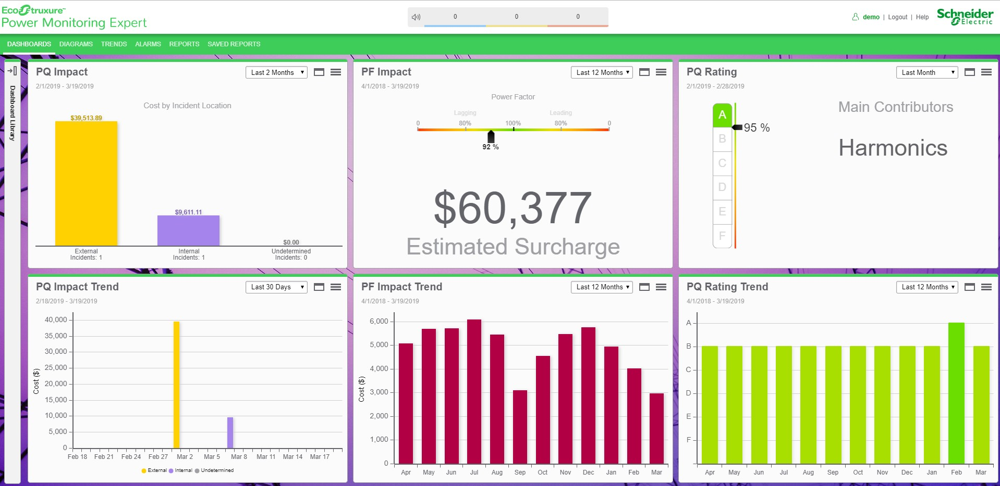 EcoStruxure™
Power Monitoring Expert
0 0 0
demo | Logout | Help
Schneider
Electric
DASHBOARDS DIAGRAMS TRENDS ALARMS REPORTS SAVED REPORTS
Dashboard Library
PQ Impact
Last 2 Months
2/1/2019 - 3/19/2019
Cost by Incident Location
$39,513.89
$9,611.11
$0.00
External Internal Undetermined
Incidents: 1 Incidents: 1 Incidents: 0
PF Impact
Last 12 Months
4/1/2018 - 3/19/2019
Power Factor
Lagging Leading
0 80% 100% 80% 0
92 %
$60,377
Estimated Surcharge
PQ Rating
Last Month
2/1/2019 - 2/28/2019
A
B
C
D
E
F
95 %
Main Contributors
Harmonics
PQ Impact Trend
Last 30 Days
2/18/2019 - 3/19/2019
Cost ($)
40,000
35,000
30,000
25,000
20,000
15,000
10,000
5,000
0
Feb 18 Feb 21 Feb 24 Feb 27 Mar 2 Mar 5 Mar 8 Mar 11 Mar 14 Mar 17
External Internal Undetermined
PF Impact Trend
Last 12 Months
4/1/2018 - 3/19/2019
Cost ($)
6,000
5,000
4,000
3,000
2,000
1,000
0
Apr May Jun Jul Aug Sep Oct Nov Dec Jan Feb Mar
PQ Rating Trend
Last 12 Months
4/1/2018 - 3/19/2019
A
B
C
D
E
F
Apr May Jun Jul Aug Sep Oct Nov Dec Jan Feb Mar